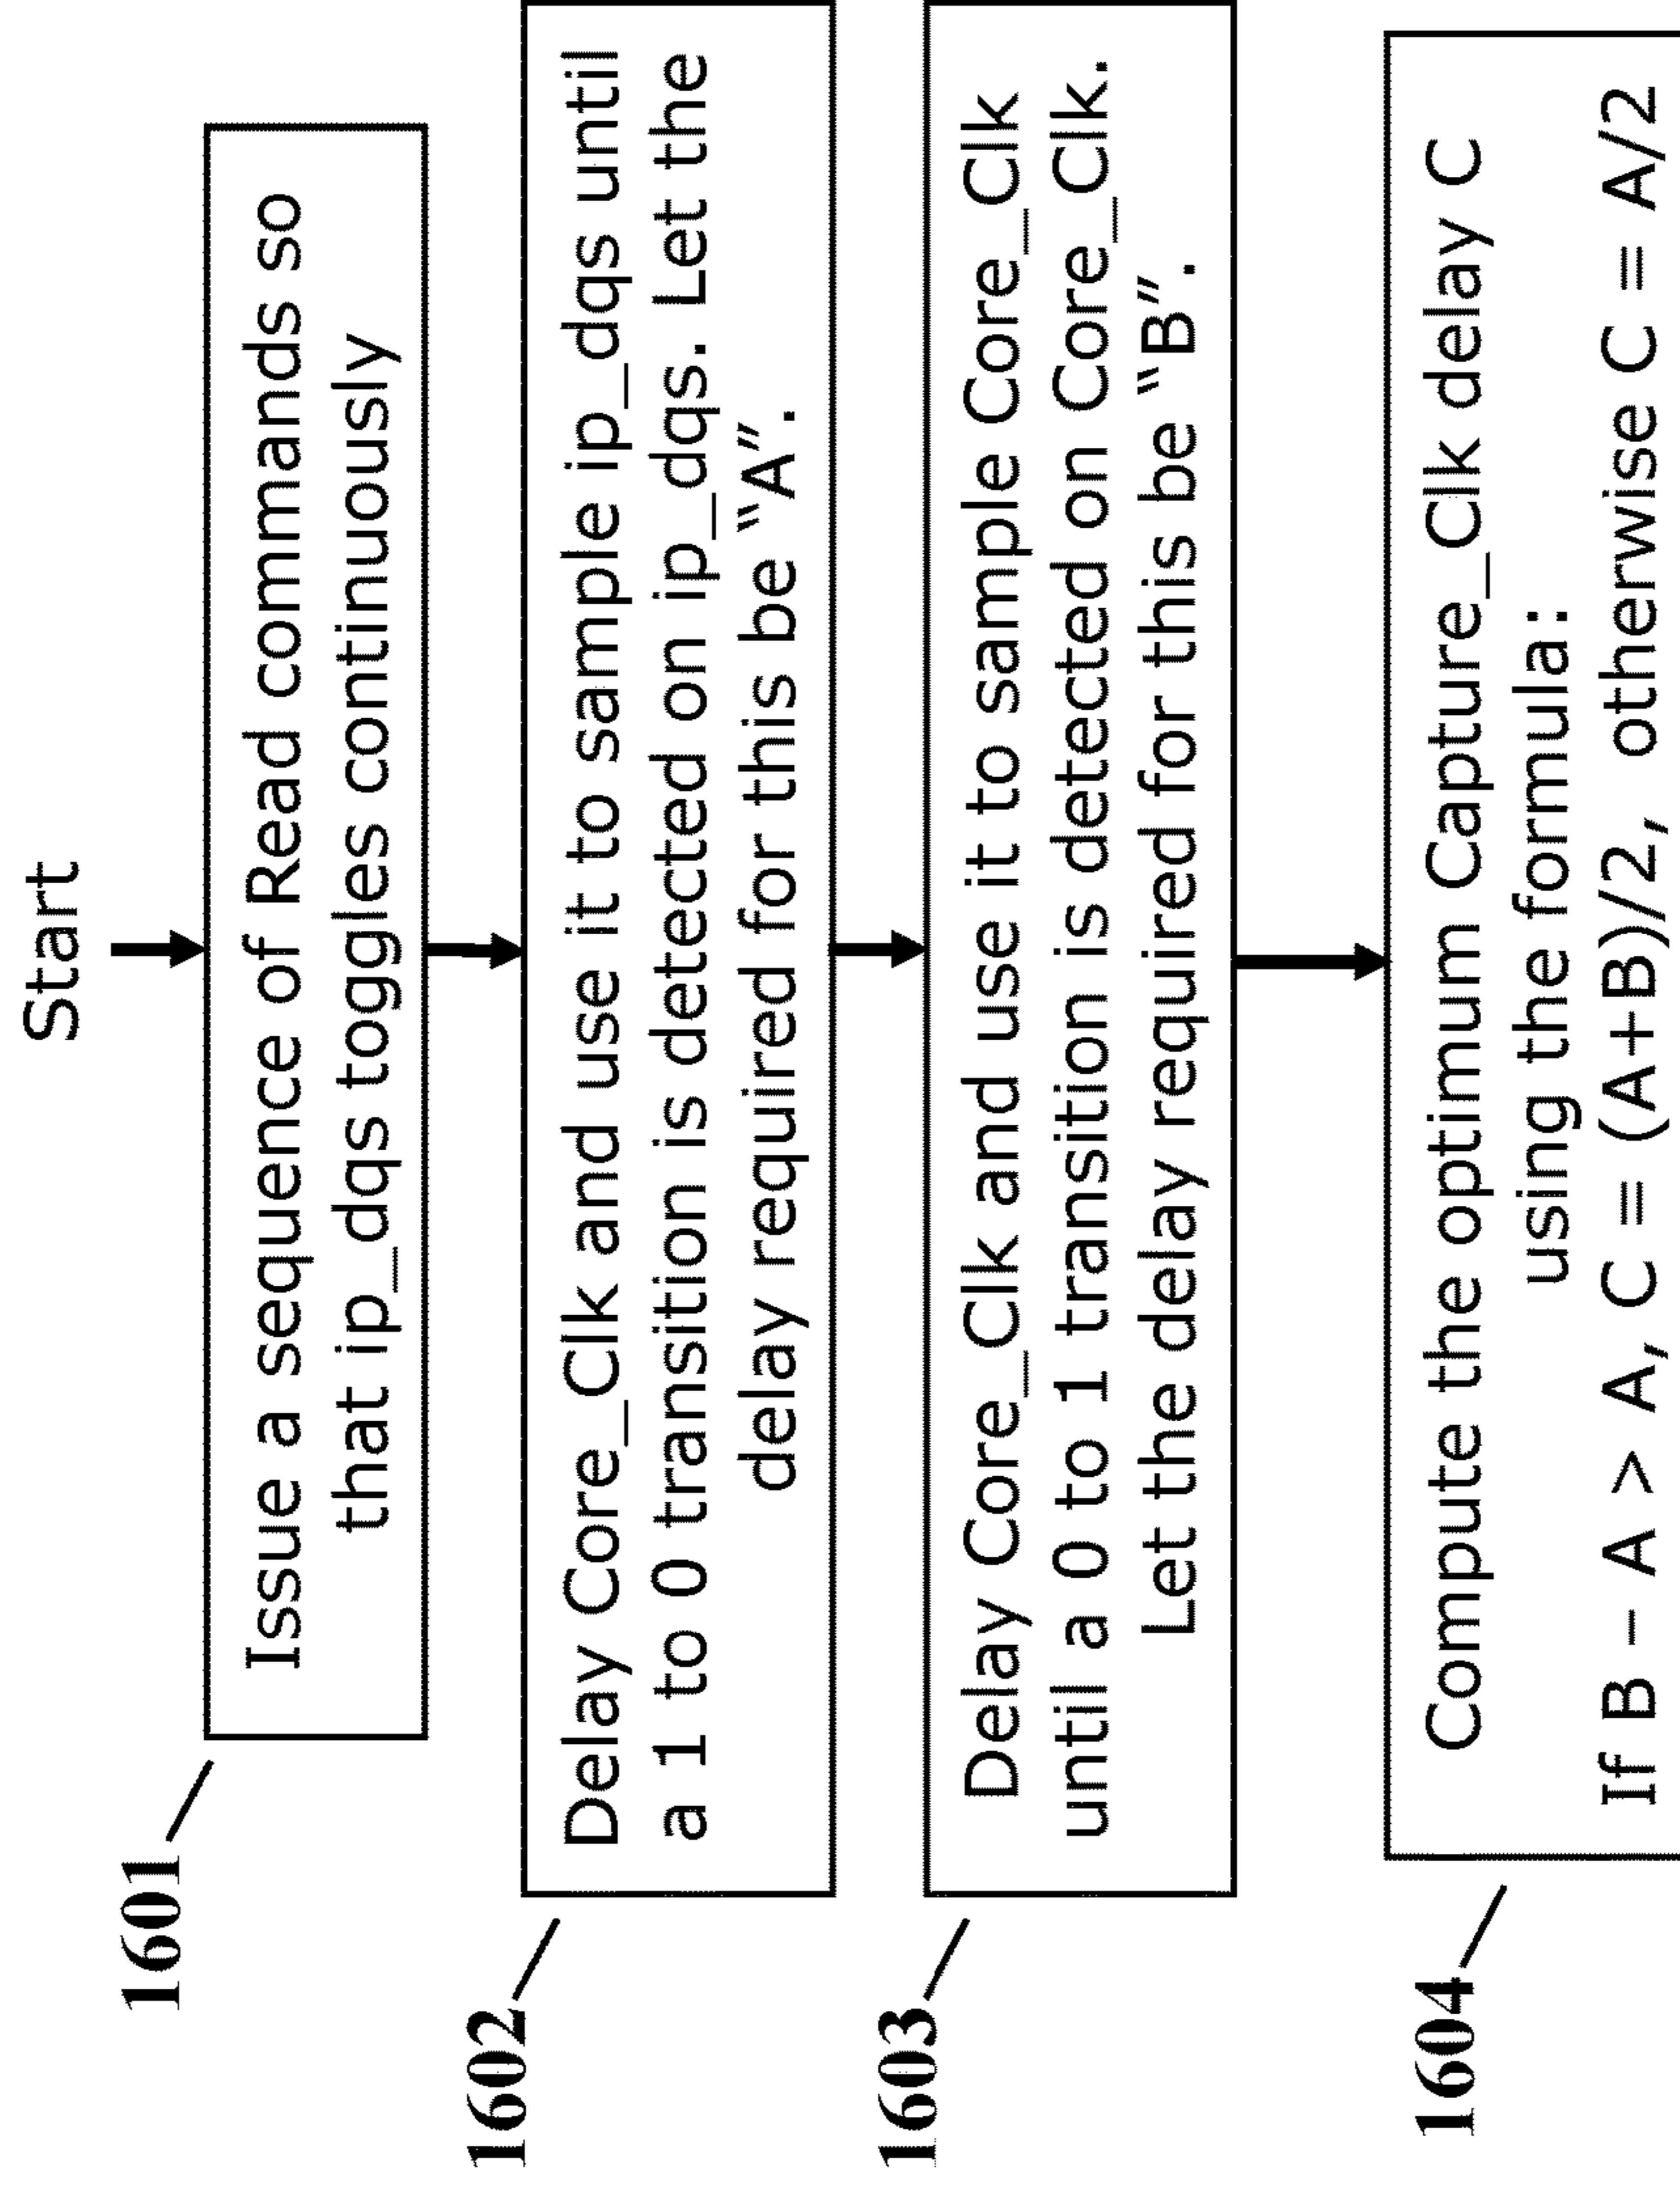 Start
1601
Issue a sequence of Read commands so
that ip_dqs toggles continuously
1602
Delay Core_Clk and use it to sample ip_dqs until
a 1 to 0 transition is detected on ip_dqs. Let the
delay required for this be “A”.
1603
Delay Core_Clk and use it to sample Core_Clk
until a 0 to 1 transition is detected on Core_Clk.
Let the delay required for this be “B”.
1604
Compute the optimum Capture_Clk delay C
using the formula:
If B – A > A, C = (A+B)/2, otherwise C = A/2